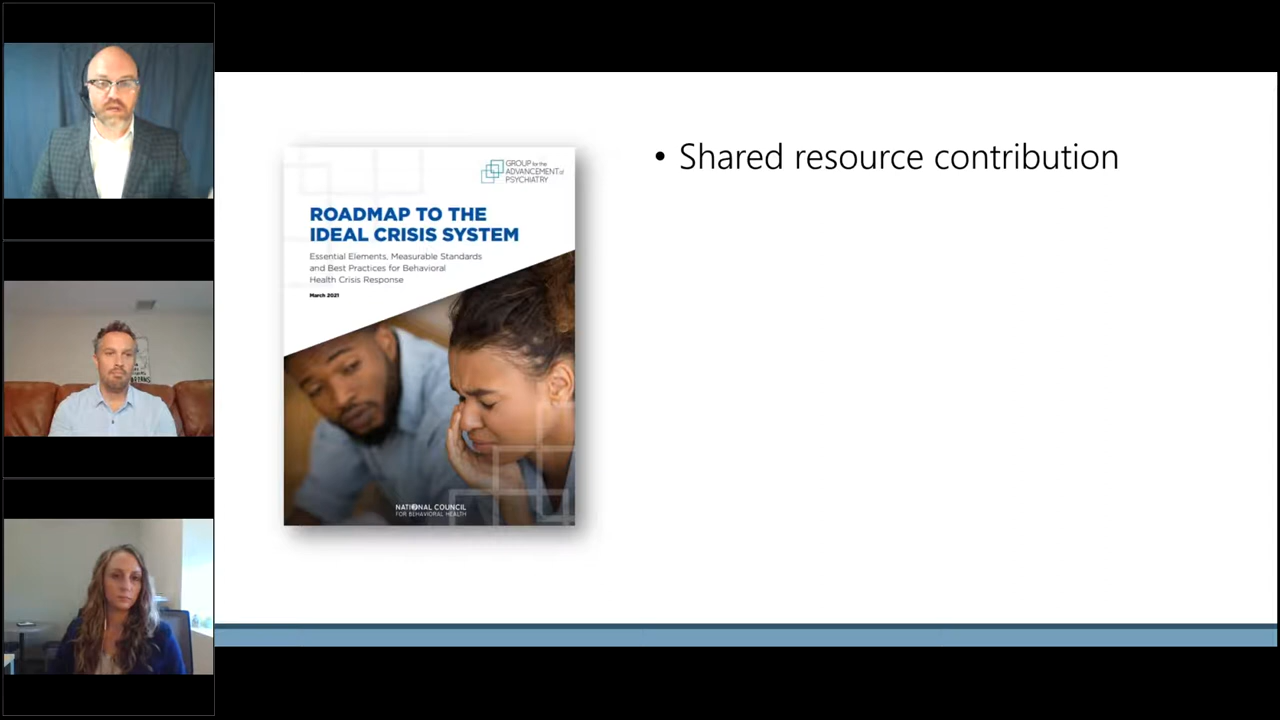 • Shared resource contribution
GROUP for the
ADVANCEMENT of
PSYCHIATRY
ROADMAP TO THE
IDEAL CRISIS SYSTEM
Essential Elements, Measurable Standards
and Best Practices for Behavioral
Health Crisis Response
March 2021
NATIONAL COUNCIL
FOR BEHAVIORAL HEALTH